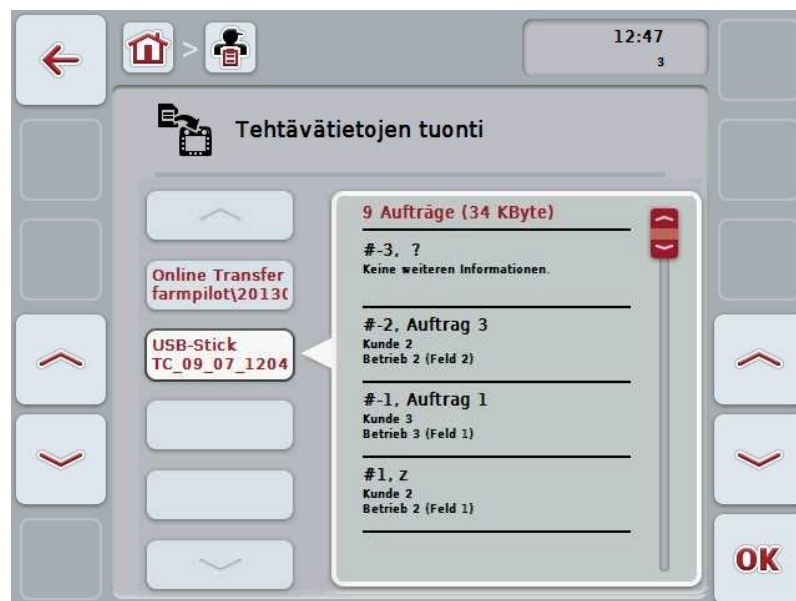 >
12:47
3
Tehtävätietojen tuonti
Online Transfer
USB-Stick
TC_09_07_1204
9 Aufträge (34 KByte)
#-3, ?
Keine weiteren Informationen.
#-2, Auftrag 3
Kunde 2
Betrieb 2 (Feld 2)
#-1, Auftrag 1
Kunde 3
Betrieb 3 (Feld 1)
#1, z
Kunde 2
Betrieb 2 (Feld 1)
OK